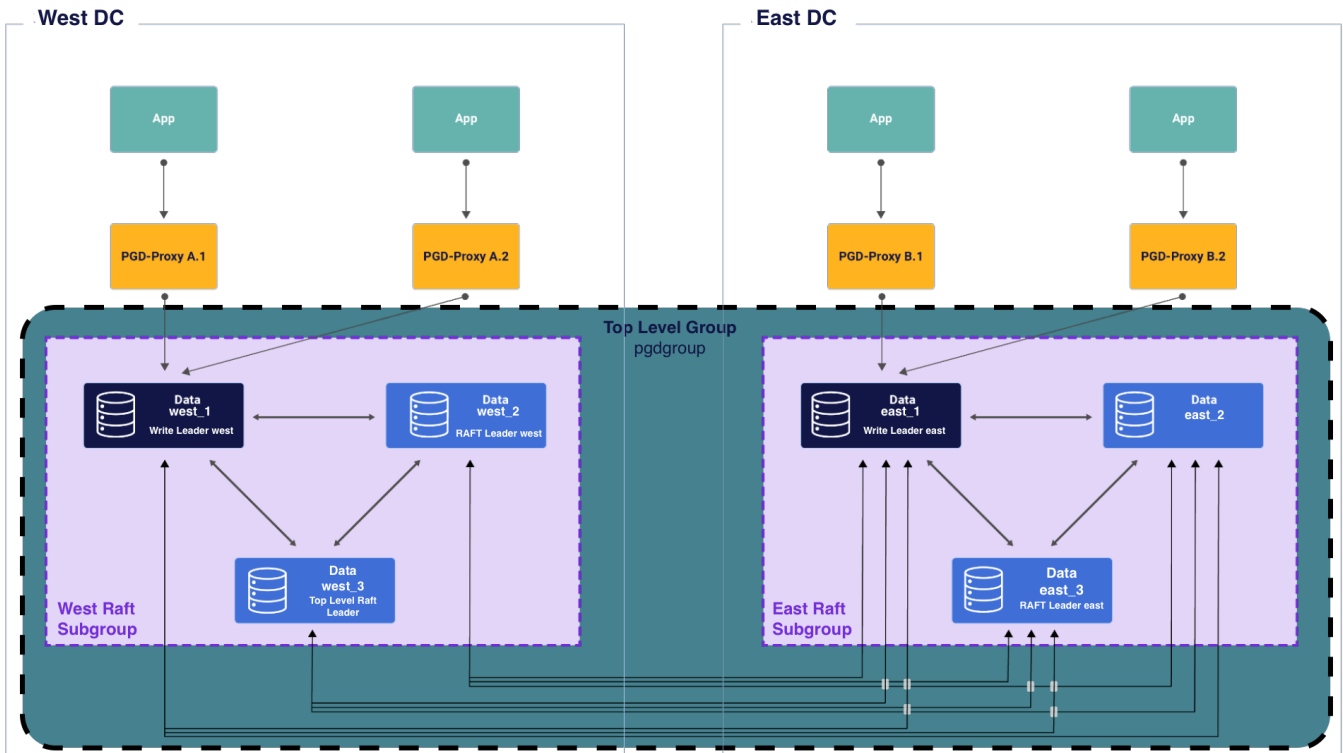 West DC
East DC
App
App
App
App
PGD-Proxy A.1
PGD-Proxy A.2
PGD-Proxy B.1
PGD-Proxy B.2
Top Level Group
pgdgroup
Data
west_1
Write Leader west
Data
west_2
RAFT Leader west
Data
east_1
Write Leader east
Data
east_2
Data
west_3
Top Level Raft
Leader
Data
east_3
RAFT Leader east
West Raft
Subgroup
East Raft
Subgroup